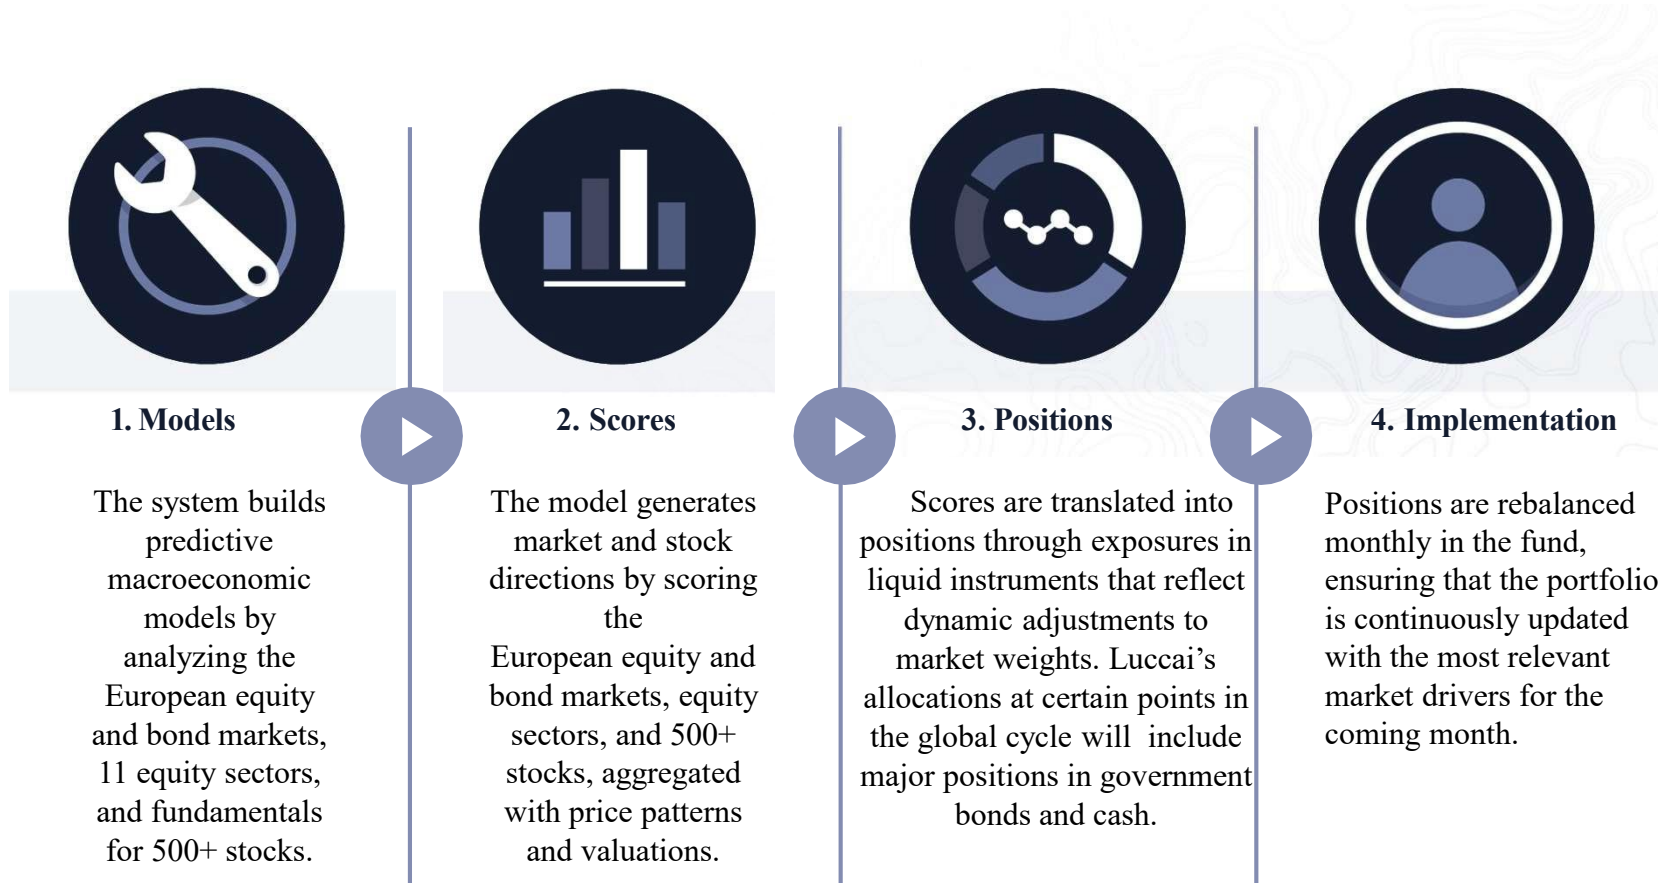 1. Models
The system builds
predictive
macroeconomic
models by
analyzing the
European equity
and bond markets,
11 equity sectors,
and fundamentals
for 500+ stocks.
2. Scores
The model generates
market and stock
directions by scoring
the
European equity and
bond markets, equity
sectors, and 500+
stocks, aggregated
with price patterns
and valuations.
3. Positions
Scores are translated into
positions through exposures in
liquid instruments that reflect
dynamic adjustments to
market weights. Luccai’s
allocations at certain points in
the global cycle will include
major positions in government
bonds and cash.
4. Implementation
Positions are rebalanced
monthly in the fund,
ensuring that the portfolio
is continuously updated
with the most relevant
market drivers for the
coming month.